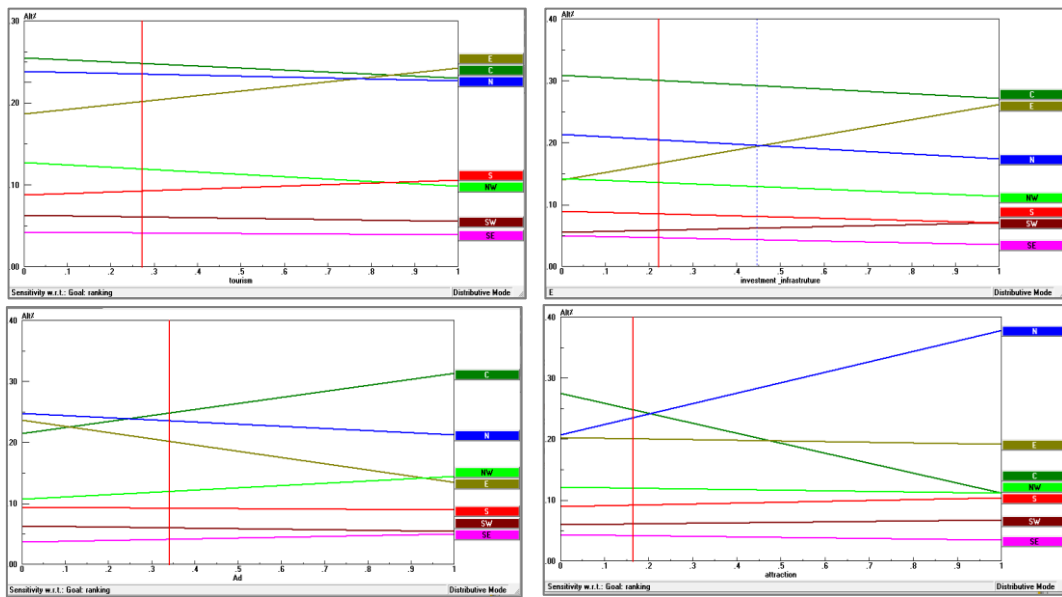 Alt%
.30
.20
.10
.00
0 .1 .2 .3 .4 .5 .6 .7 .8 .9 1
tourism
E
C
N
S
NW
SW
SE
Sensitivity w.r.t.: Goal: ranking Distributive Mode
Alt%
.40
.30
.20
.10
.00
0 .1 .2 .3 .4 .5 .6 .7 .8 .9 1
investment _infrastruture
C
E
N
NW
S
SW
SE
E Distributive Mode
Alt%
.40
.30
.20
.10
.00
0 .1 .2 .3 .4 .5 .6 .7 .8 .9 1
Ad
C
N
NW
E
S
SW
SE
Sensitivity w.r.t.: Goal: ranking Distributive Mode
Alt%
.40
.30
.20
.10
.00
0 .1 .2 .3 .4 .5 .6 .7 .8 .9 1
attraction
N
E
C
NW
S
SW
SE
Sensitivity w.r.t.: Goal: ranking Distributive Mode